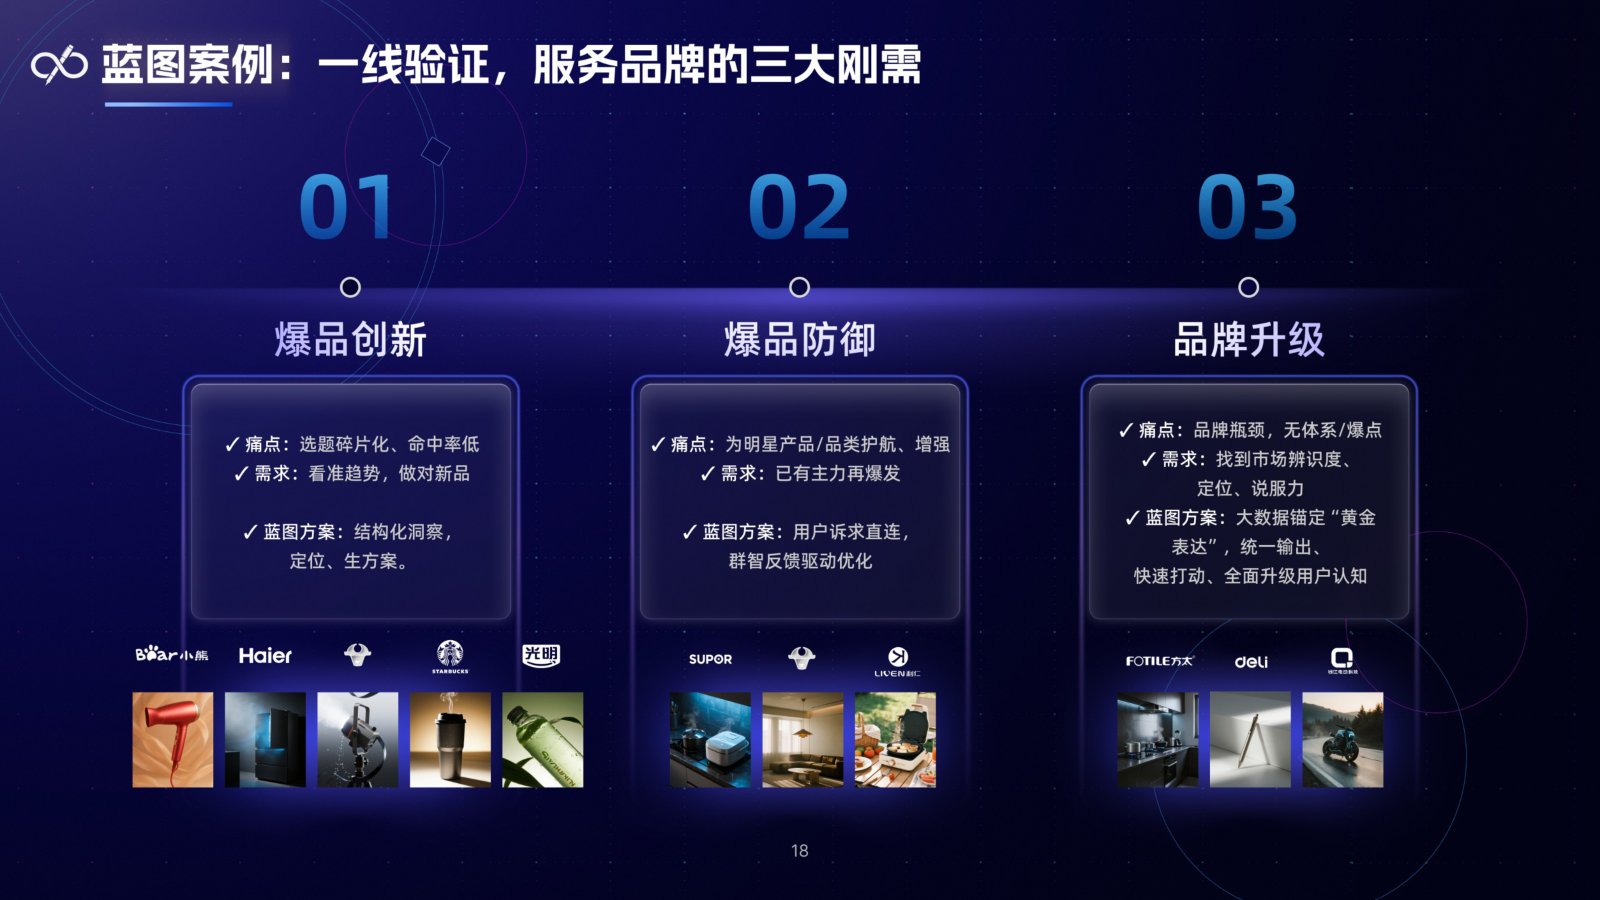 蓝图案例：一线验证，服务品牌的三大刚需
01
爆品创新
✓ 痛点：选题碎片化、命中率低
✓ 需求：看准趋势，做对新品
✓ 蓝图方案：结构化洞察，
定位、生方案。
Bear小熊
Haier
STARBUCKS
光明
02
爆品防御
✓ 痛点：为明星产品/品类护航、增强
✓ 需求：已有主力再爆发
✓ 蓝图方案：用户诉求直连，
群智反馈驱动优化
SUPOR
LIVEN利仁
03
品牌升级
✓ 痛点：品牌瓶颈，无体系/爆点
✓ 需求：找到市场辨识度、
定位、说服力
✓ 蓝图方案：大数据锚定“黄金
表达”，统一输出、
快速打动、全面升级用户认知
FOTILE方太
deli
钱江电动科技
18